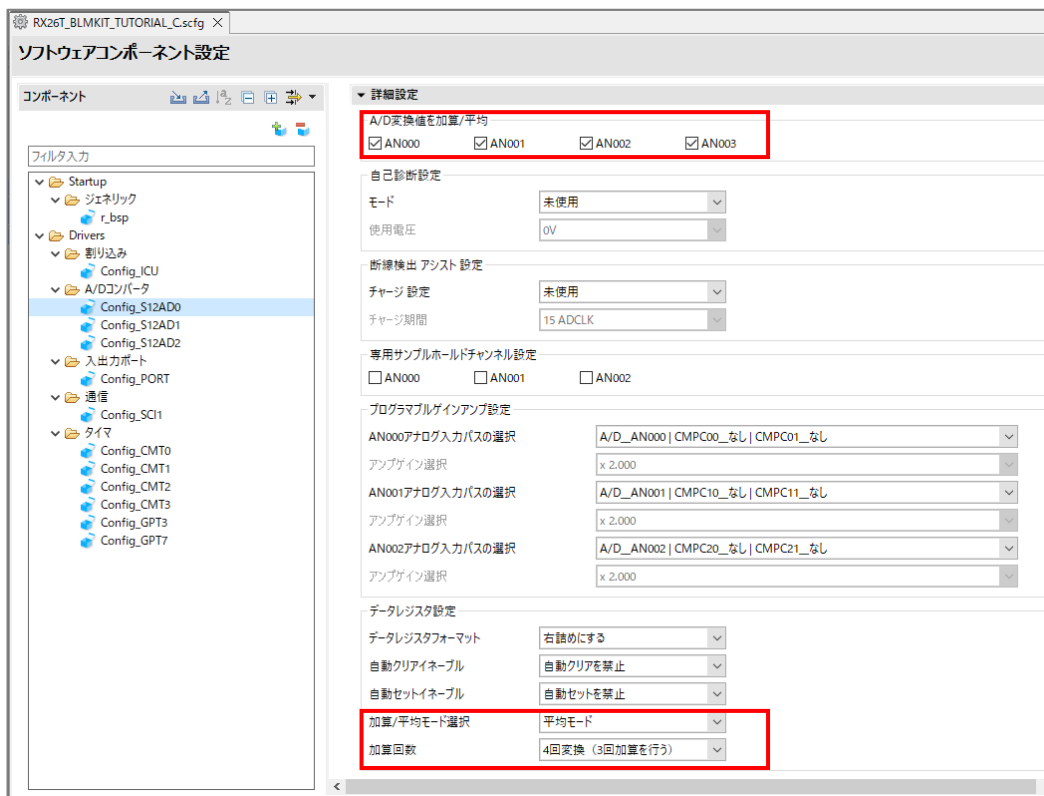 RX26T_BLMKIT_TUTORIAL_C.scfg
ソフトウェアコンポーネント設定
コンポーネント
フィルタ入力
Startup
ジェネリック
r_bsp
Drivers
割り込み
Config_ICU
A/Dコンバータ
Config_S12AD0
Config_S12AD1
Config_S12AD2
入出力ポート
Config_PORT
通信
Config_SCI1
タイマ
Config_CMT0
Config_CMT1
Config_CMT2
Config_CMT3
Config_GPT3
Config_GPT7
詳細設定
A/D変換値を加算/平均
AN000 AN001 AN002 AN003
自己診断設定
モード 未使用
使用電圧 0V
断線検出 アシスト 設定
チャージ 設定 未使用
チャージ期間 15 ADCLK
専用サンプルホールドチャンネル設定
AN000 AN001 AN002
プログラマブルゲインアンプ設定
AN000アナログ入力パスの選択 A/D__AN000 | CMPC00__なし | CMPC01__なし
アンプゲイン選択 x 2.000
AN001アナログ入力パスの選択 A/D__AN001 | CMPC10__なし | CMPC11__なし
アンプゲイン選択 x 2.000
AN002アナログ入力パスの選択 A/D__AN002 | CMPC20__なし | CMPC21__なし
アンプゲイン選択 x 2.000
データレジスタ設定
データレジスタフォーマット 右詰めにする
自動クリアイネーブル 自動クリアを禁止
自動セットイネーブル 自動セットを禁止
加算/平均モード選択 平均モード
加算回数 4回変換（3回加算を行う）